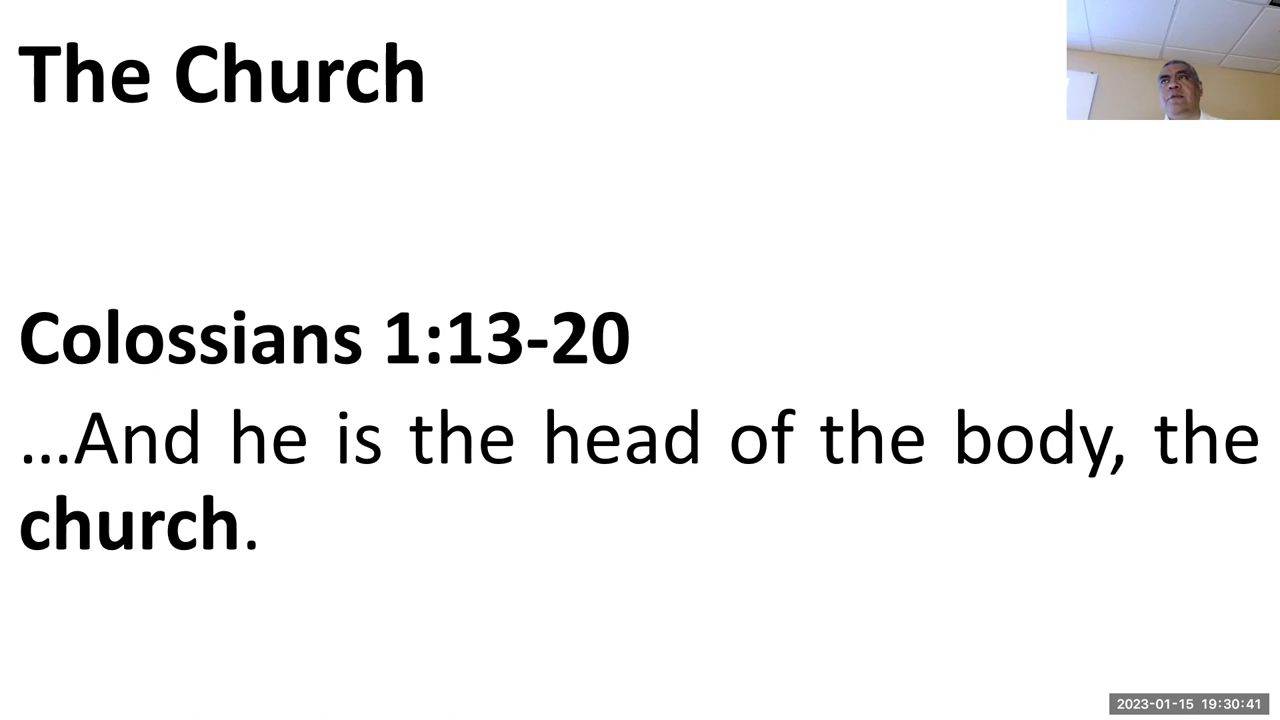 The Church
Colossians 1:13-20
…And he is the head of the body, the
church.
2023-01-15 19:30:41